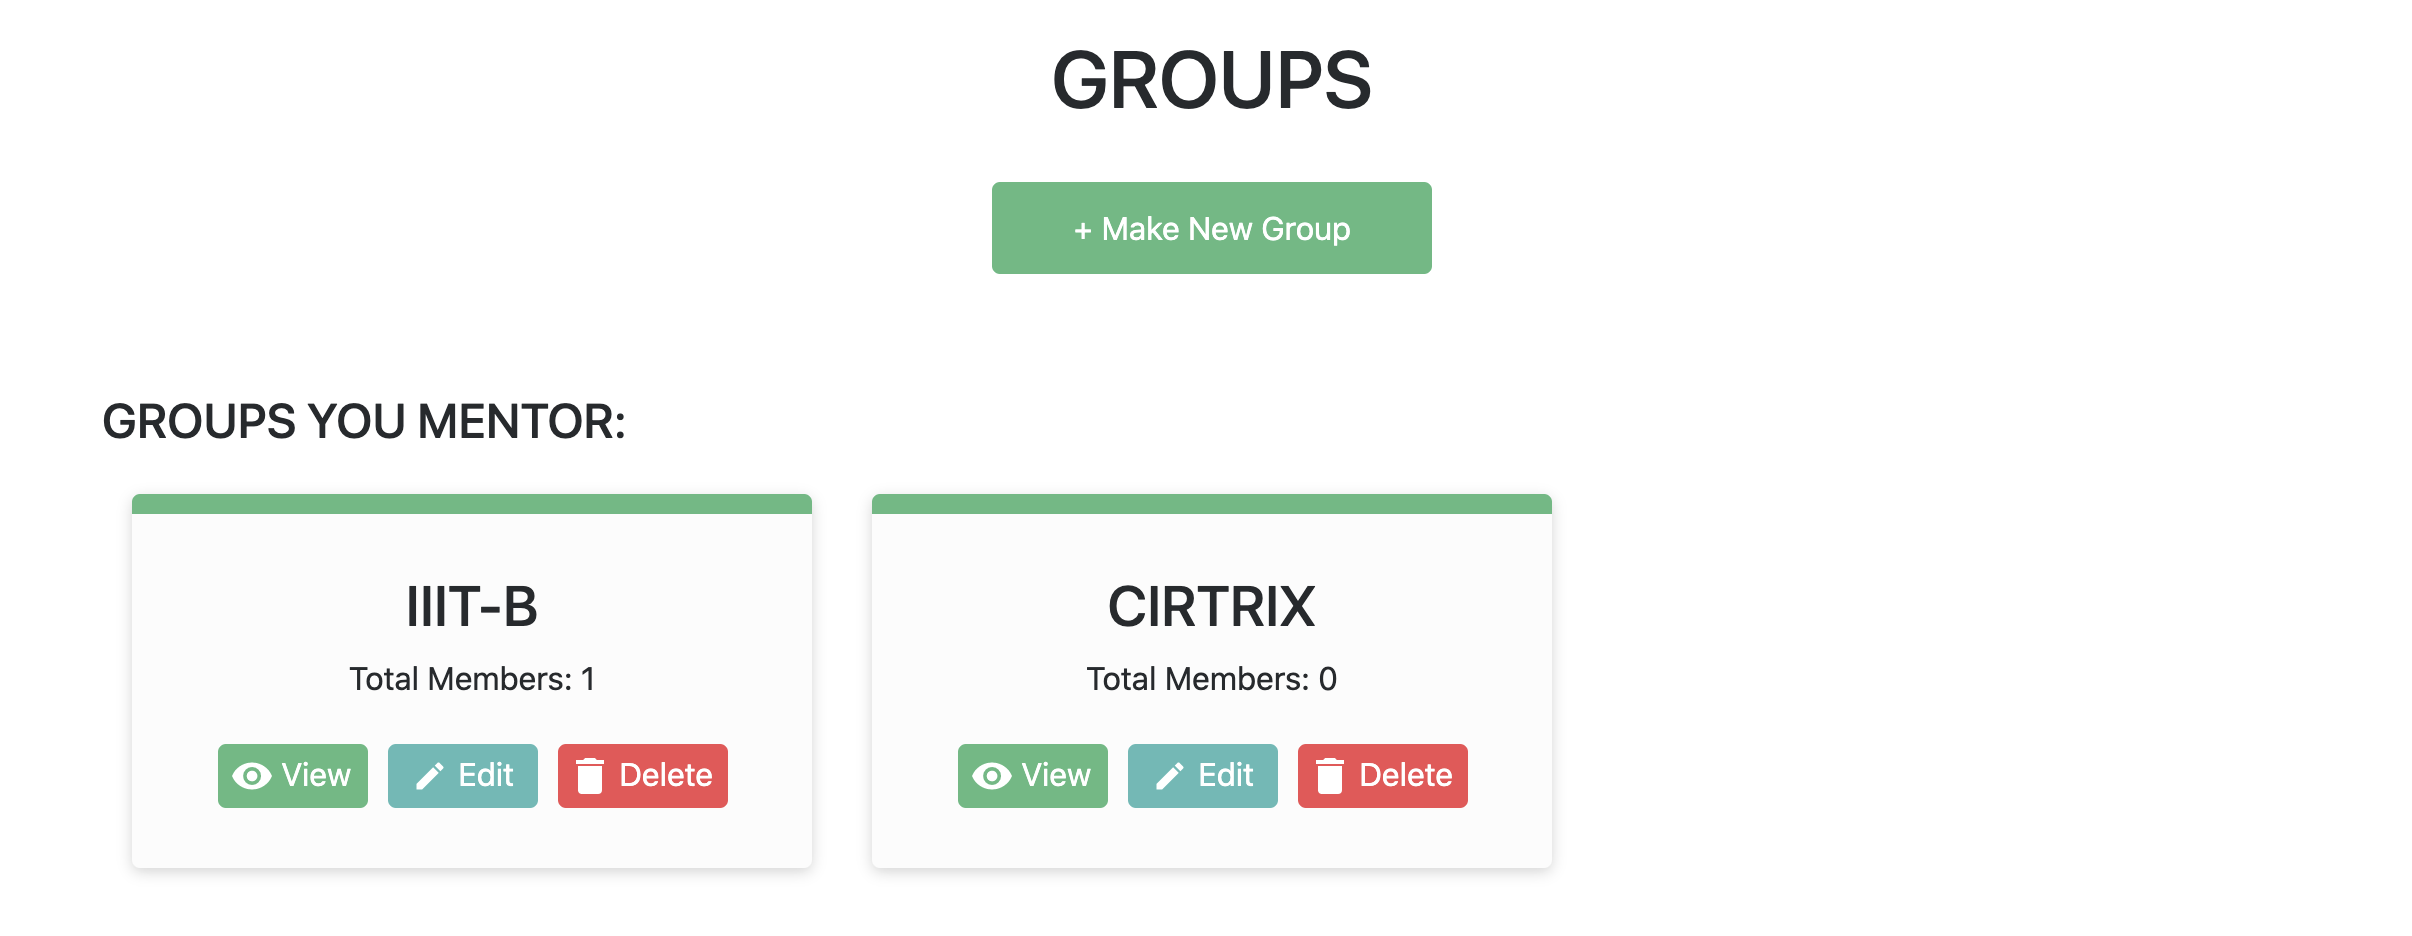 GROUPS
+ Make New Group
GROUPS YOU MENTOR:
IIIT-B
Total Members: 1
View Edit Delete
CIRTRIX
Total Members: 0
View Edit Delete